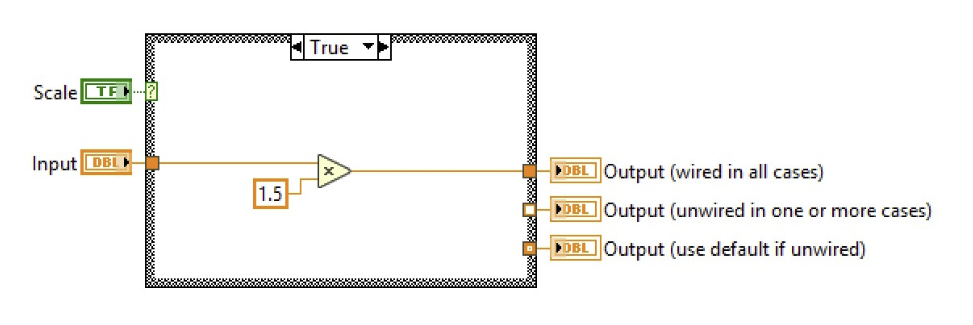 True
Scale TF ?
Input DBL
×
1.5
DBL Output (wired in all cases)
DBL Output (unwired in one or more cases)
DBL Output (use default if unwired)